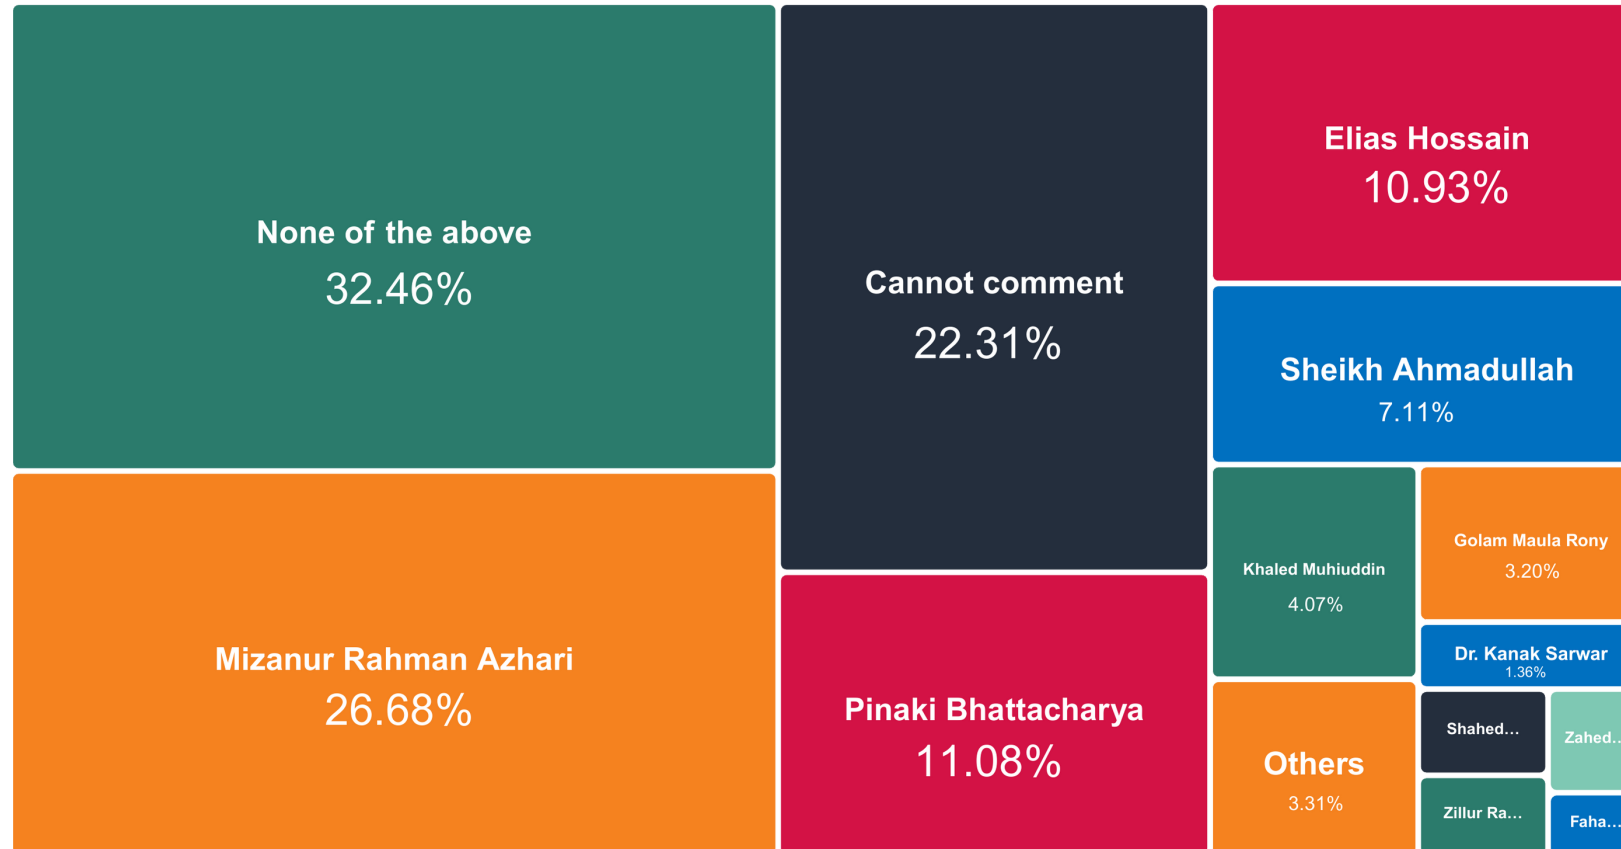 None of the above
32.46%
Mizanur Rahman Azhari
26.68%
Cannot comment
22.31%
Pinaki Bhattacharya
11.08%
Elias Hossain
10.93%
Sheikh Ahmadullah
7.11%
Khaled Muhiuddin
4.07%
Golam Maula Rony
3.20%
Dr. Kanak Sarwar
1.36%
Others
3.31%
Shahed...
Zahed...
Zillur Ra...
Faha...